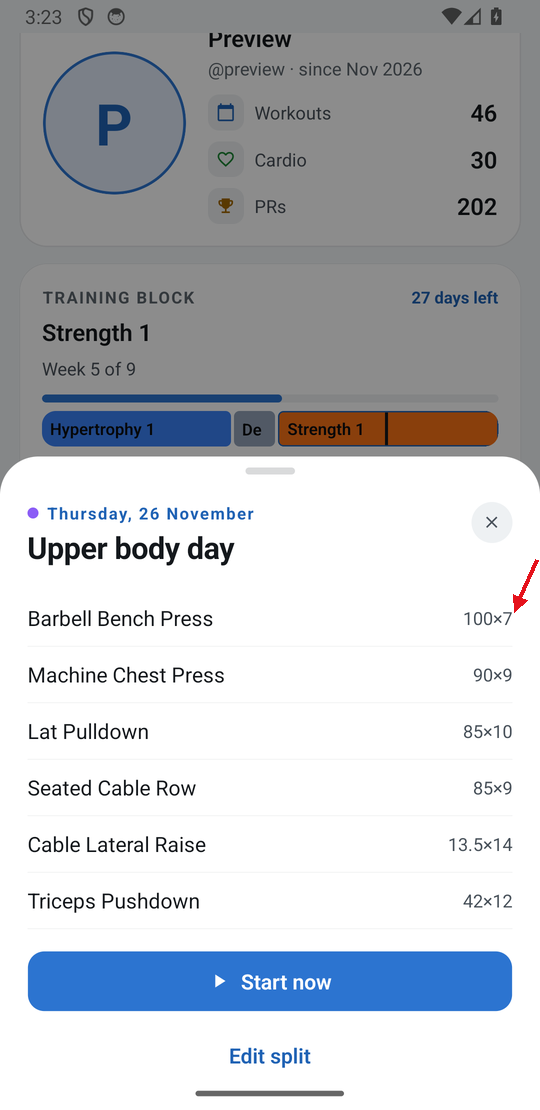 3:23
Preview
@preview · since Nov 2026
P
Workouts 46
Cardio 30
PRs 202
TRAINING BLOCK 27 days left
Strength 1
Week 5 of 9
Hypertrophy 1 De Strength 1
Thursday, 26 November
Upper body day
Barbell Bench Press 100×7
Machine Chest Press 90×9
Lat Pulldown 85×10
Seated Cable Row 85×9
Cable Lateral Raise 13.5×14
Triceps Pushdown 42×12
Start now
Edit split